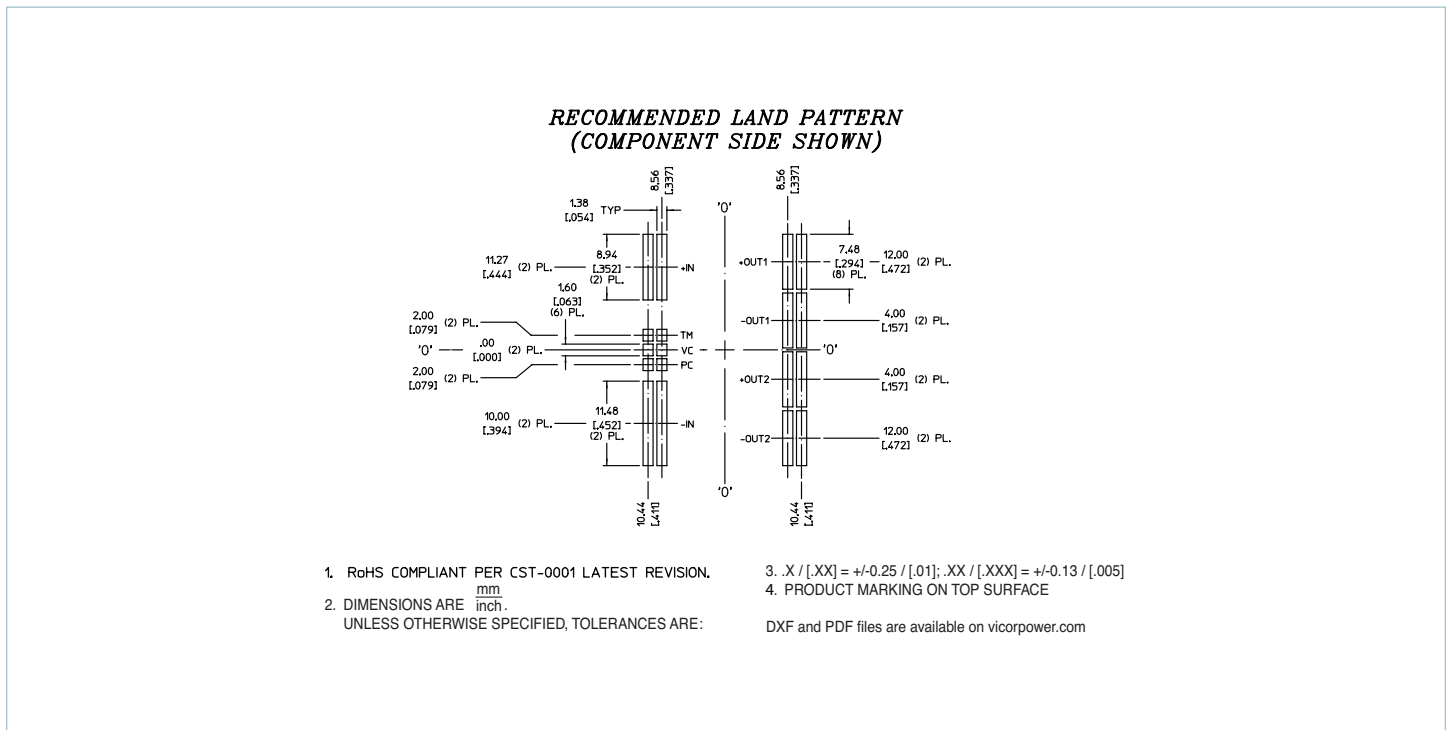 RECOMMENDED LAND PATTERN
(COMPONENT SIDE SHOWN)
8.56
[.337]
8.56
[.337]
1.38
[.054] TYP
'0'
11.27
[.444] (2) PL.
8.94
[.352]
(2) PL.
+IN
+OUT1
7.48
[.294]
(8) PL.
12.00
[.472] (2) PL.
1.60
[.063]
(6) PL.
2.00
[.079] (2) PL.
TM
-OUT1
4.00
[.157] (2) PL.
'0'
.00
[.000] (2) PL.
VC
'0'
2.00
[.079] (2) PL.
PC
+OUT2
4.00
[.157] (2) PL.
10.00
[.394] (2) PL.
11.48
[.452]
(2) PL.
-IN
-OUT2
12.00
[.472] (2) PL.
'0'
10.44
[.411]
10.44
[.411]
1. RoHS COMPLIANT PER CST-0001 LATEST REVISION.
2. DIMENSIONS ARE mm
inch.
UNLESS OTHERWISE SPECIFIED, TOLERANCES ARE:
3. .X / [.XX] = +/-0.25 / [.01]; .XX / [.XXX] = +/-0.13 / [.005]
4. PRODUCT MARKING ON TOP SURFACE
DXF and PDF files are available on vicorpower.com